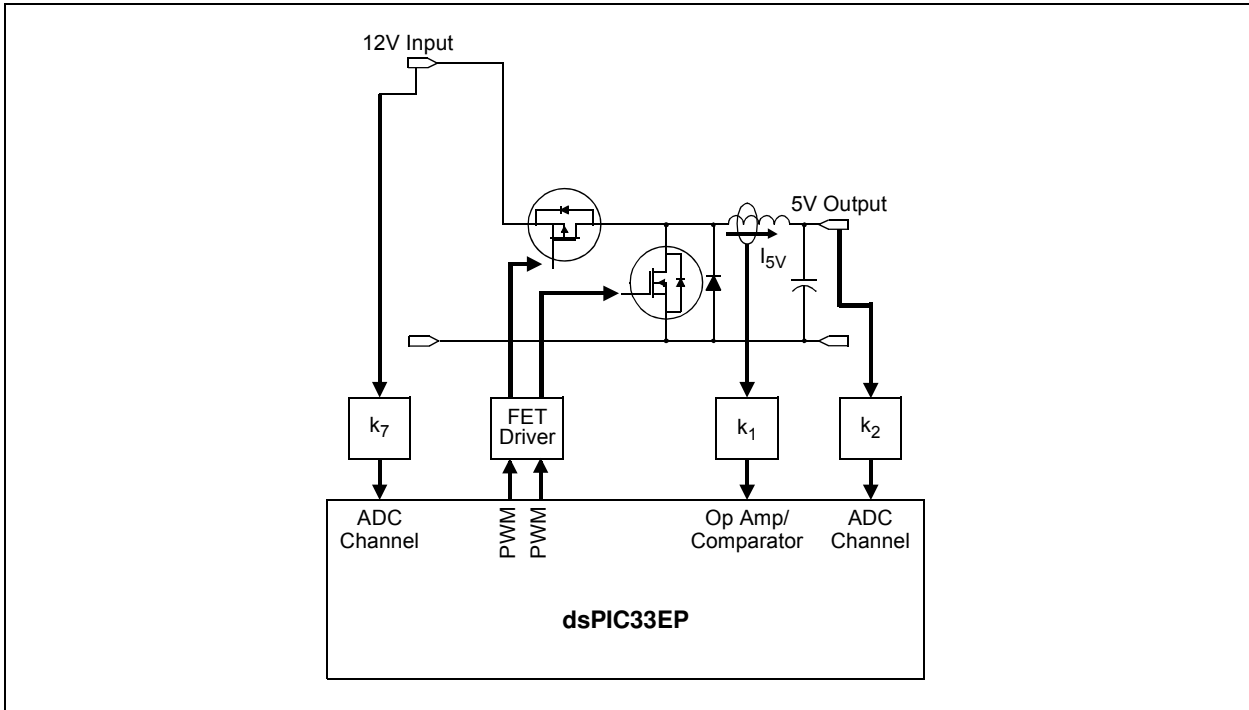 12V Input
5V Output
I5V
k7
FET
Driver
k1
k2
ADC
Channel
PWM
PWM
Op Amp/
Comparator
ADC
Channel
dsPIC33EP